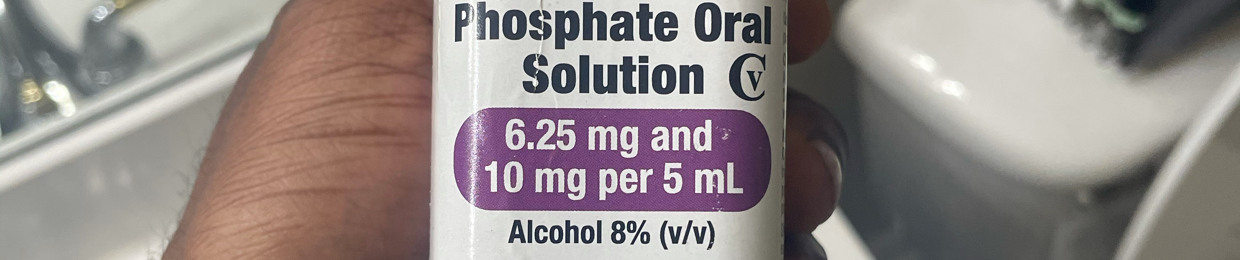 Phosphate Oral
Solution CV
6.25 mg and
10 mg per 5 mL
Alcohol 8% (v/v)